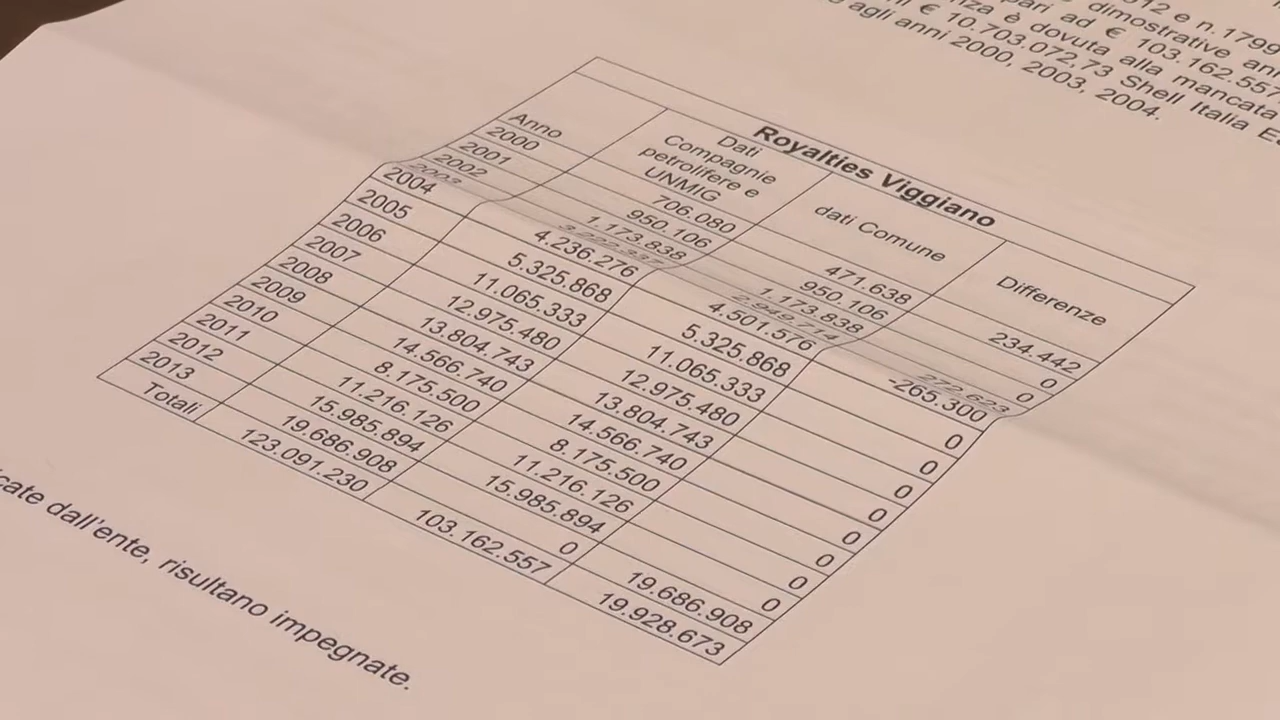 e n.1799
dimostrative
pari ad € 103.162.557
è dovuta alla mancata
€ 10.703.072,73 Shell Italia
agli anni 2000, 2003, 2004.
Royalties Viggiano
Anno Dati Compagnie petrolifere e UNMIG dati Comune Differenze
2000 706.080 471.638 234.442
2001 950.106 950.106 0
2002 1.173.838 1.173.838 0
2003 3.222.337 2.949.714 272.623
2004 4.236.276 4.501.576 -265.300
2005 5.325.868 5.325.868 0
2006 11.065.333 11.065.333 0
2007 12.975.480 12.975.480 0
2008 13.804.743 13.804.743 0
2009 14.566.740 14.566.740 0
2010 8.175.500 8.175.500 0
2011 11.216.126 11.216.126 0
2012 15.985.894 15.985.894 0
2013 19.686.908 0 19.686.908
Totali 123.091.230 103.162.557 19.928.673
dall'ente, risultano impegnate.